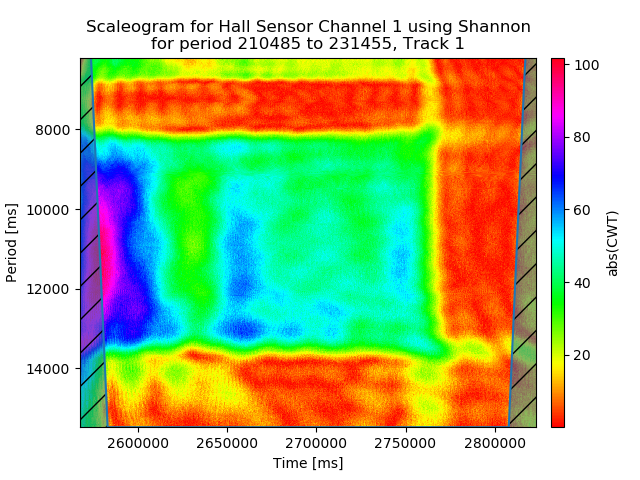 Scaleogram for Hall Sensor Channel 1 using Shannon
for period 210485 to 231455, Track 1
8000
10000
12000
14000
Period [ms]
2600000 2650000 2700000 2750000 2800000
Time [ms]
100
80
60
40
20
abs(CWT)